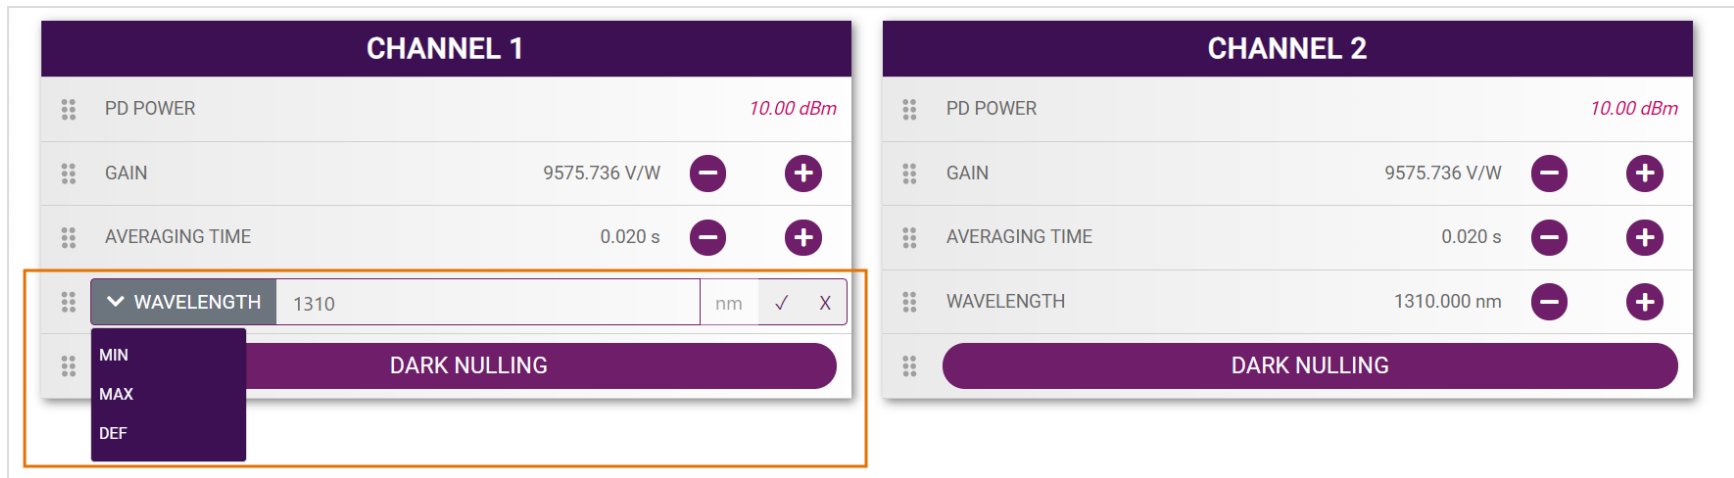 CHANNEL 1
PD POWER 10.00 dBm
GAIN 9575.736 V/W
AVERAGING TIME 0.020 s
WAVELENGTH 1310 nm ✓ X
MIN
MAX
DEF
DARK NULLING
CHANNEL 2
PD POWER 10.00 dBm
GAIN 9575.736 V/W
AVERAGING TIME 0.020 s
WAVELENGTH 1310.000 nm
DARK NULLING